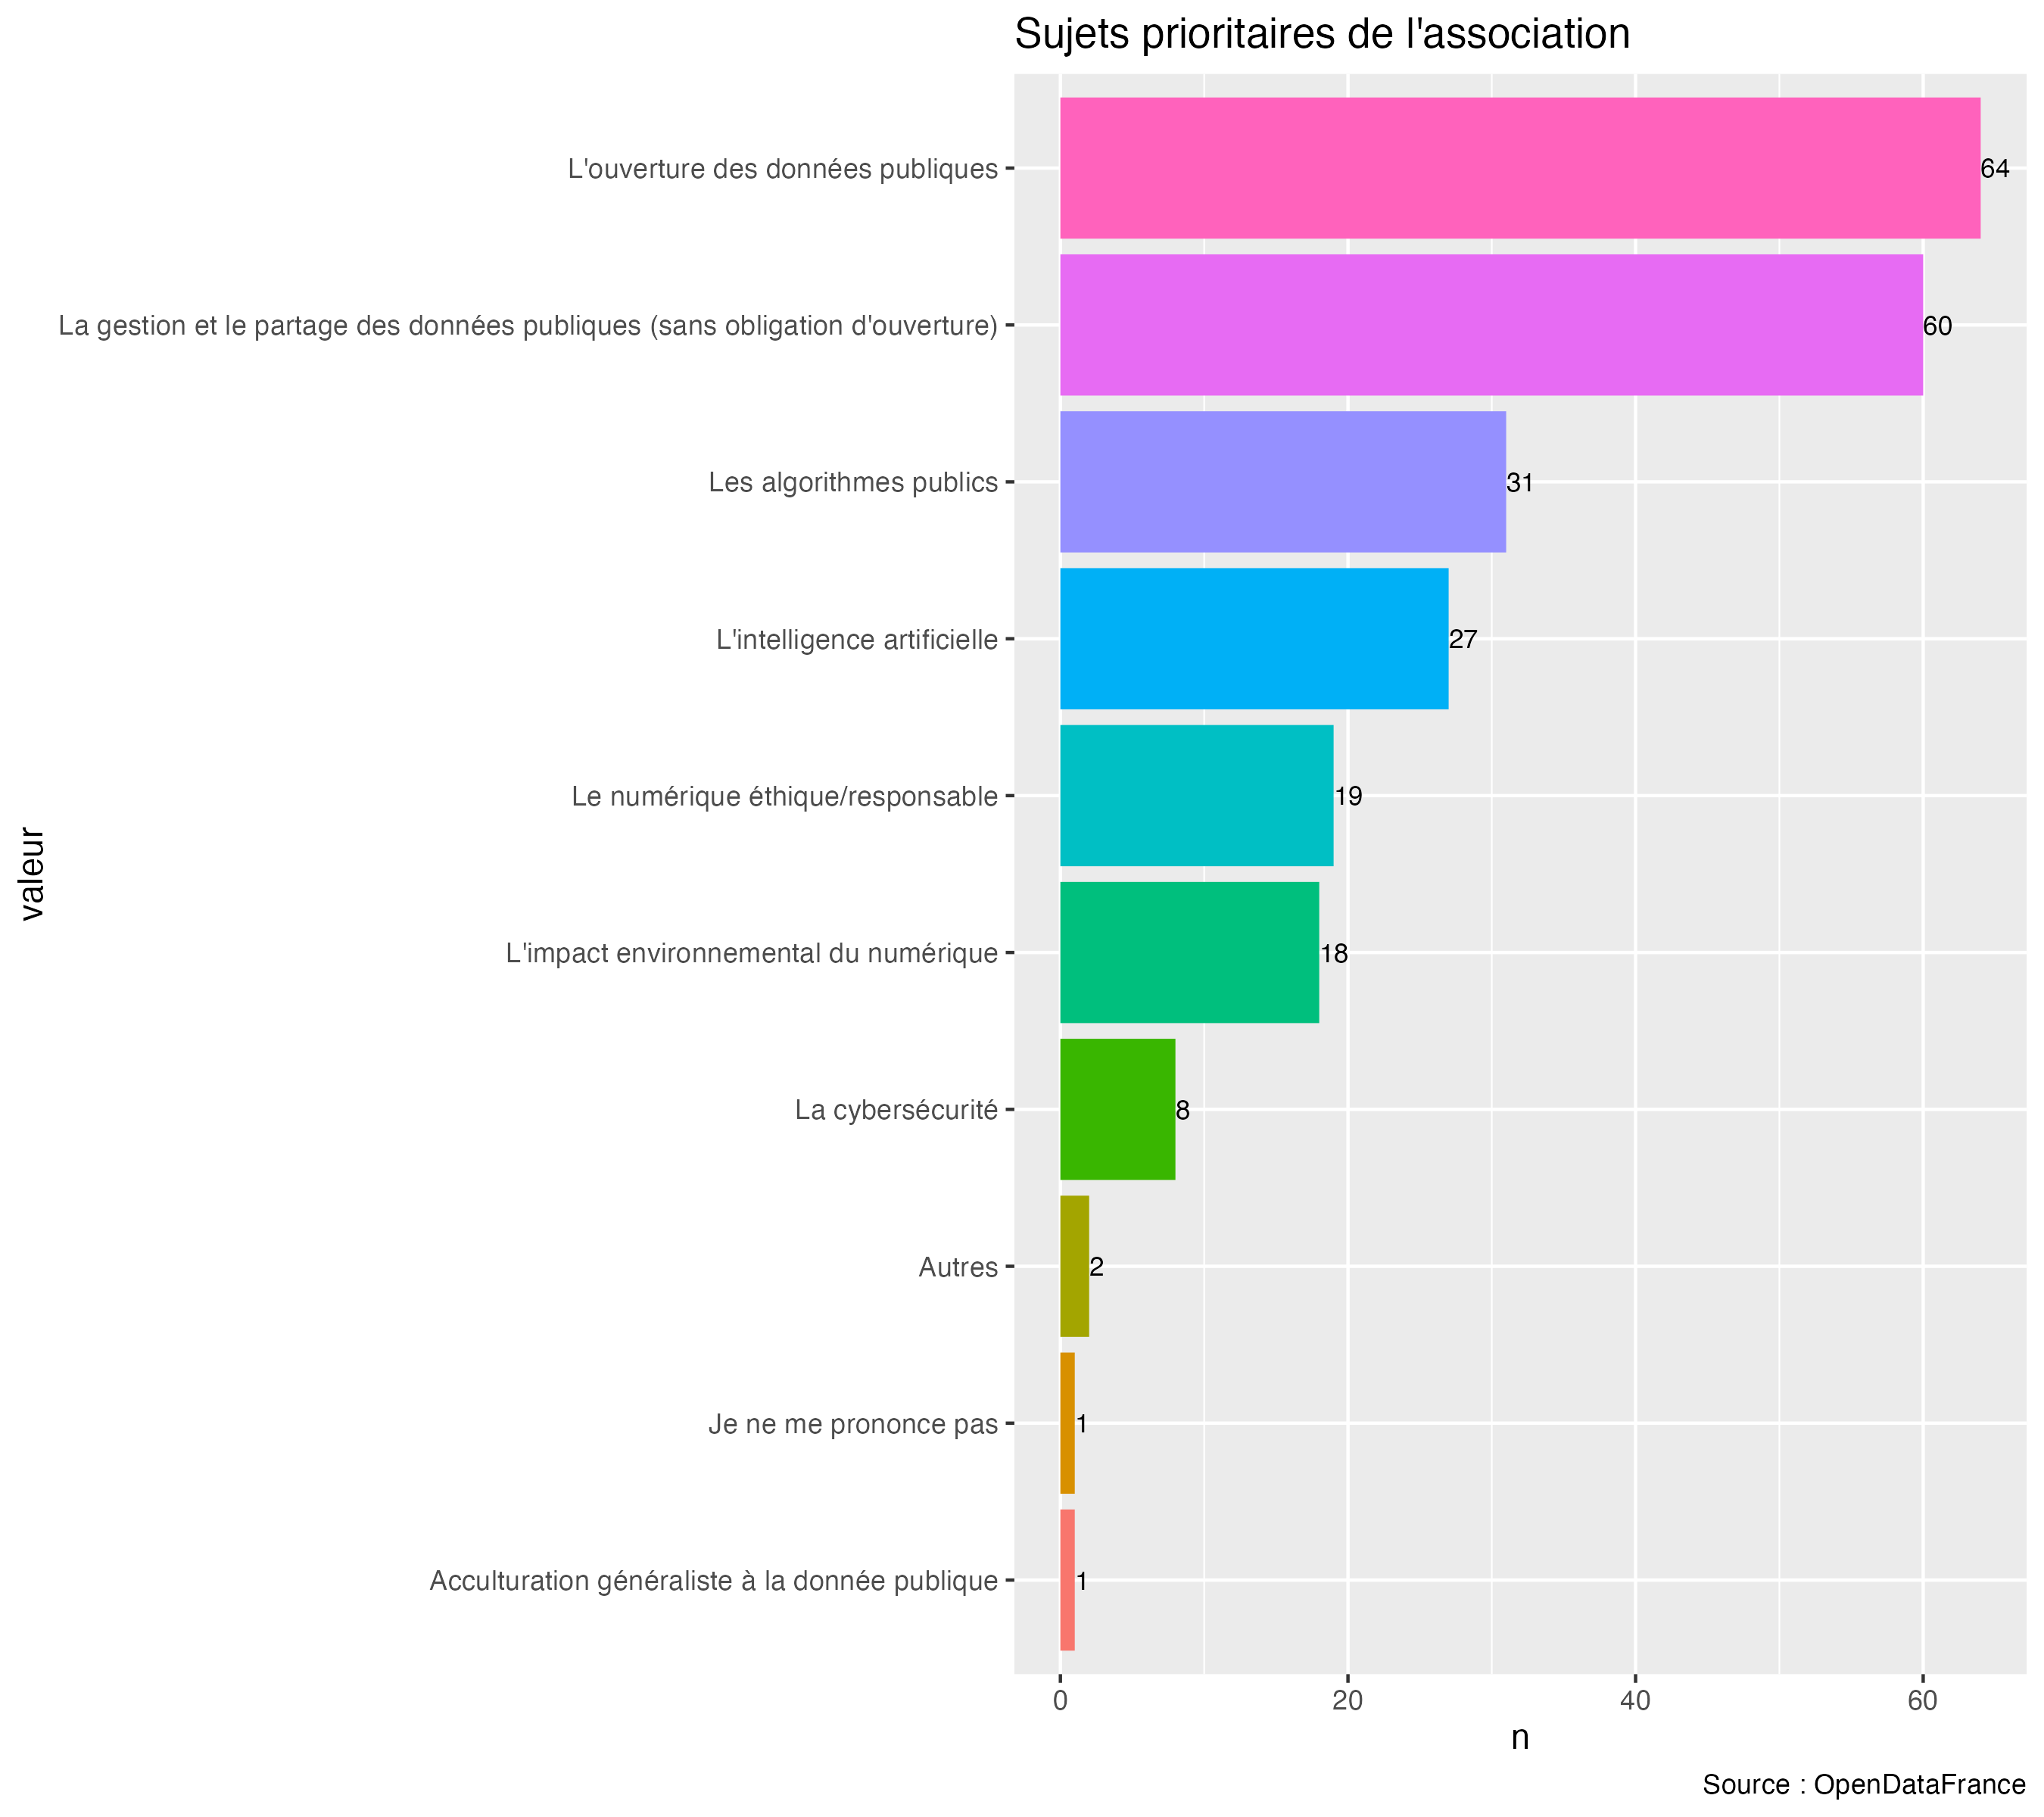 Sujets prioritaires de l'association
L'ouverture des données publiques
64
La gestion et le partage des données publiques (sans obligation d'ouverture)
60
Les algorithmes publics
31
L'intelligence artificielle
27
Le numérique éthique/responsable
19
L'impact environnemental du numérique
18
La cybersécurité
8
Autres
2
Je ne me prononce pas
1
Acculturation généraliste à la donnée publique
1
valeur
0 20 40 60
n
Source : OpenDataFrance